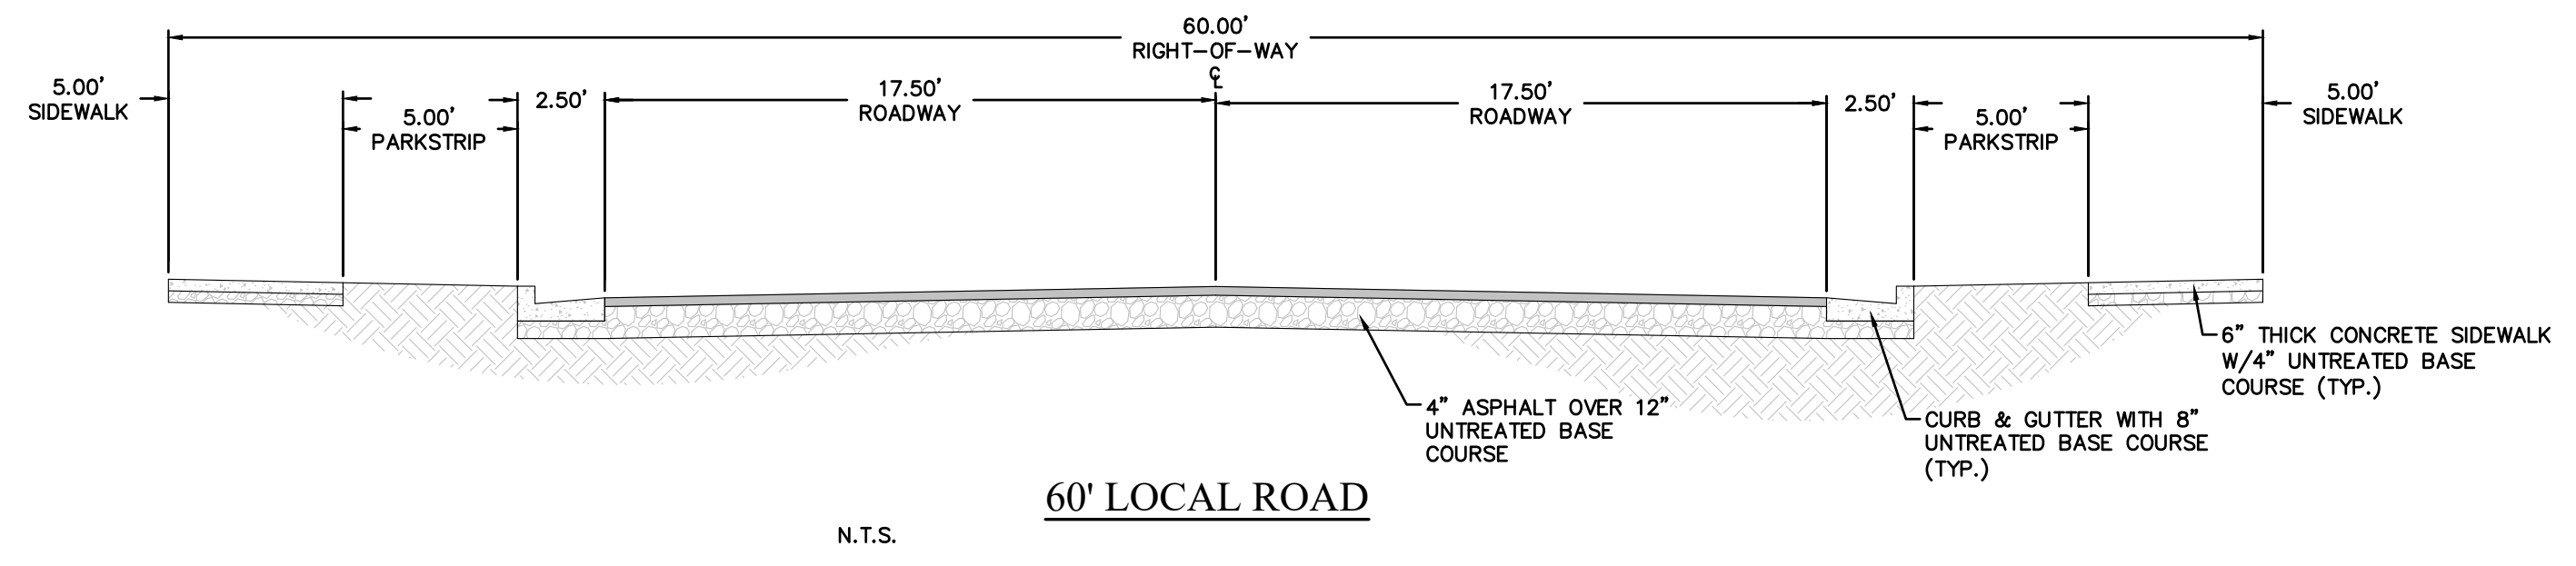 60.00'
RIGHT-OF-WAY
℄
5.00'
SIDEWALK
5.00'
PARKSTRIP
2.50'
17.50'
ROADWAY
17.50'
ROADWAY
2.50'
5.00'
PARKSTRIP
5.00'
SIDEWALK
6" THICK CONCRETE SIDEWALK
W/4" UNTREATED BASE
COURSE (TYP.)
4" ASPHALT OVER 12"
UNTREATED BASE
COURSE
CURB & GUTTER WITH 8"
UNTREATED BASE COURSE
(TYP.)
60' LOCAL ROAD
N.T.S.